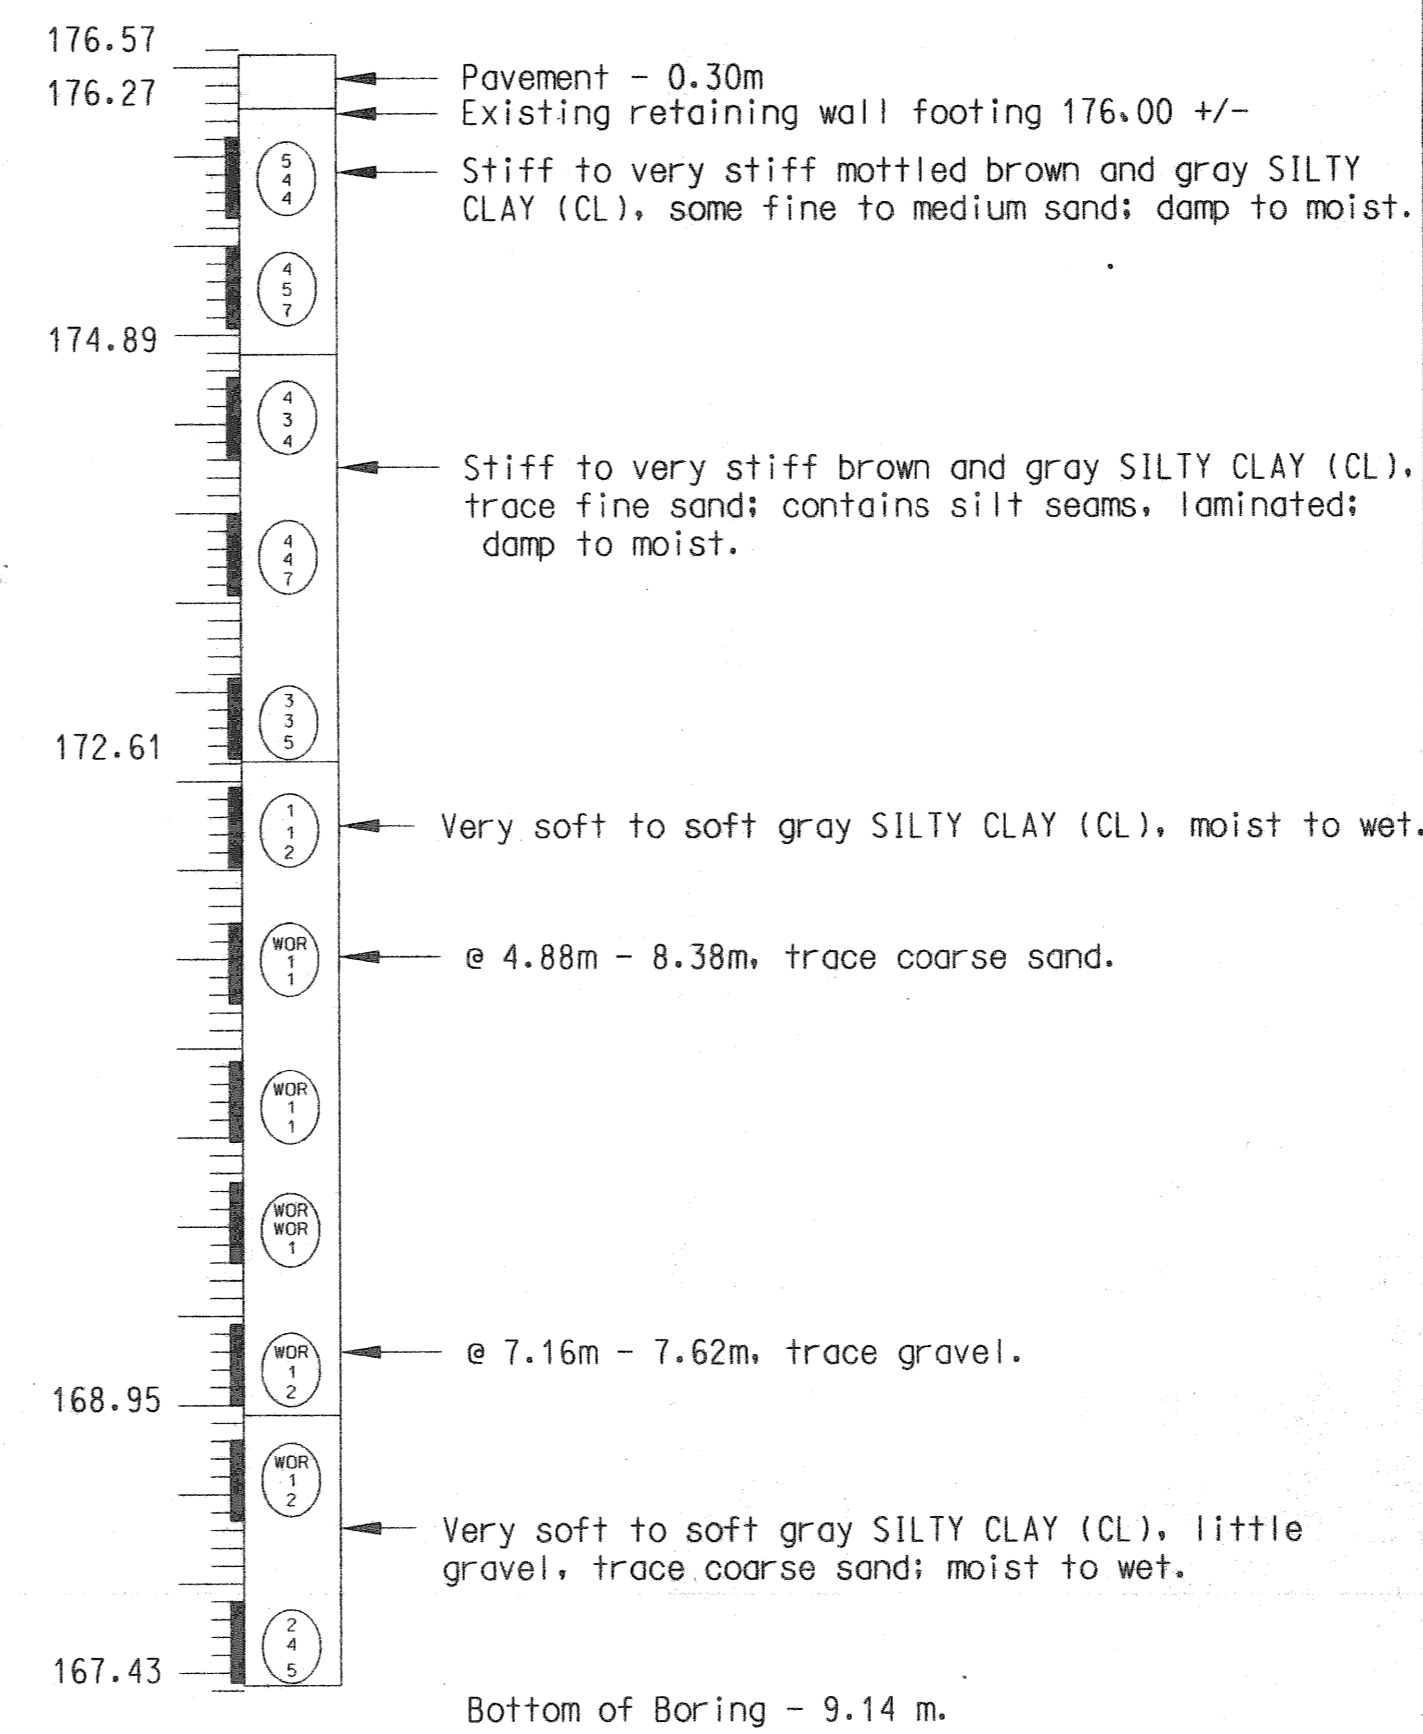 176.57
Pavement - 0.30m
176.27
Existing retaining wall footing 176.00 +/-
5
4
4
Stiff to very stiff mottled brown and gray SILTY
CLAY (CL), some fine to medium sand; damp to moist.
4
5
7
174.89
4
3
4
Stiff to very stiff brown and gray SILTY CLAY (CL),
trace fine sand; contains silt seams, laminated;
damp to moist.
4
4
7
3
3
5
172.61
1
1
2
Very soft to soft gray SILTY CLAY (CL), moist to wet.
WOR
1
1
@ 4.88m - 8.38m, trace coarse sand.
WOR
1
1
WOR
WOR
1
WOR
1
2
@ 7.16m - 7.62m, trace gravel.
168.95
WOR
1
2
Very soft to soft gray SILTY CLAY (CL), little
gravel, trace coarse sand; moist to wet.
2
4
5
167.43
Bottom of Boring - 9.14 m.